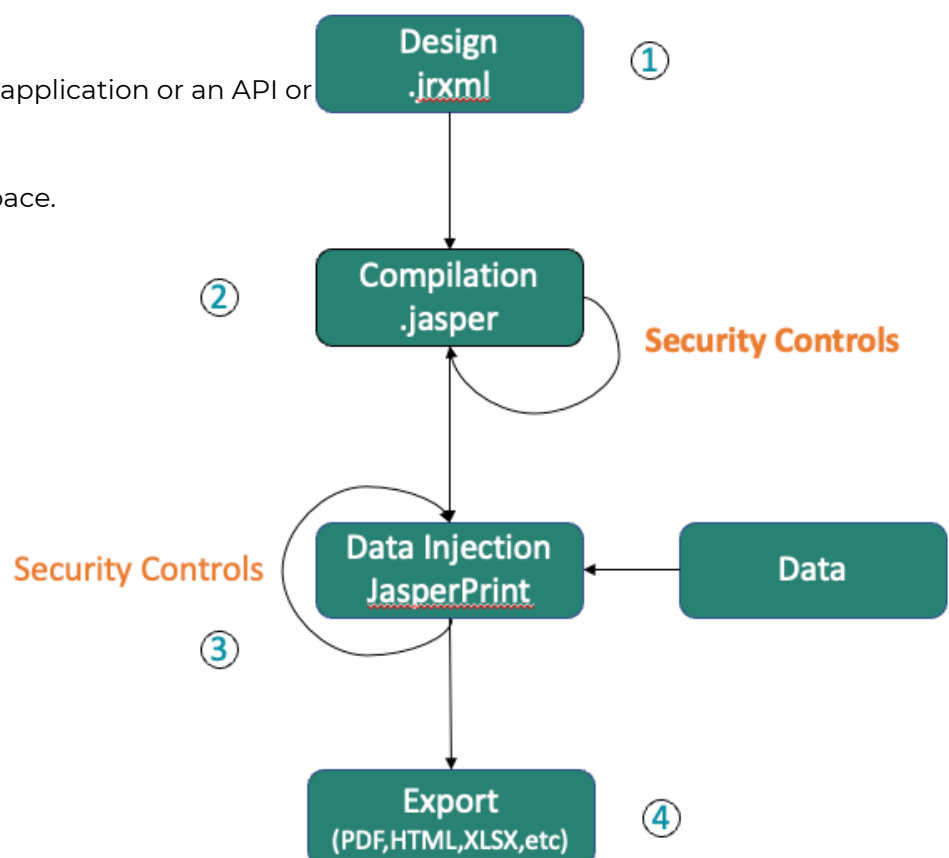 Design
.jrxml
①
application or an API or
pace.
Compilation
.jasper
②
Security Controls
Data Injection
JasperPrint
Data
Security Controls
③
Export
(PDF,HTML,XLSX,etc)
④